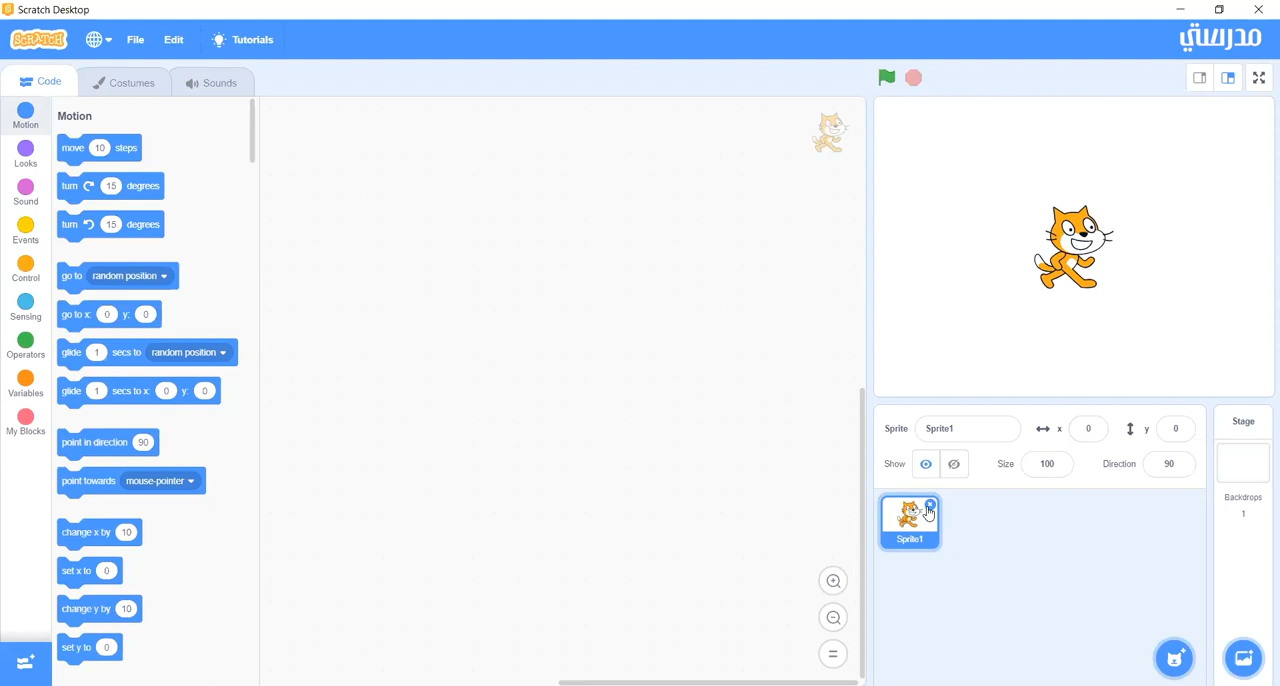 Scratch Desktop
SCRATCH
File
Edit
Tutorials
مدرستي
Code
Costumes
Sounds
Motion
Looks
Sound
Events
Control
Sensing
Operators
Variables
My Blocks
Motion
move 10 steps
turn 15 degrees
turn 15 degrees
go to random position
go to x: 0 y: 0
glide 1 secs to random position
glide 1 secs to x: 0 y: 0
point in direction 90
point towards mouse-pointer
change x by 10
set x to 0
change y by 10
set y to 0
Sprite Sprite1 x 0 y 0
Show Size 100 Direction 90
Sprite1
Stage
Backdrops
1